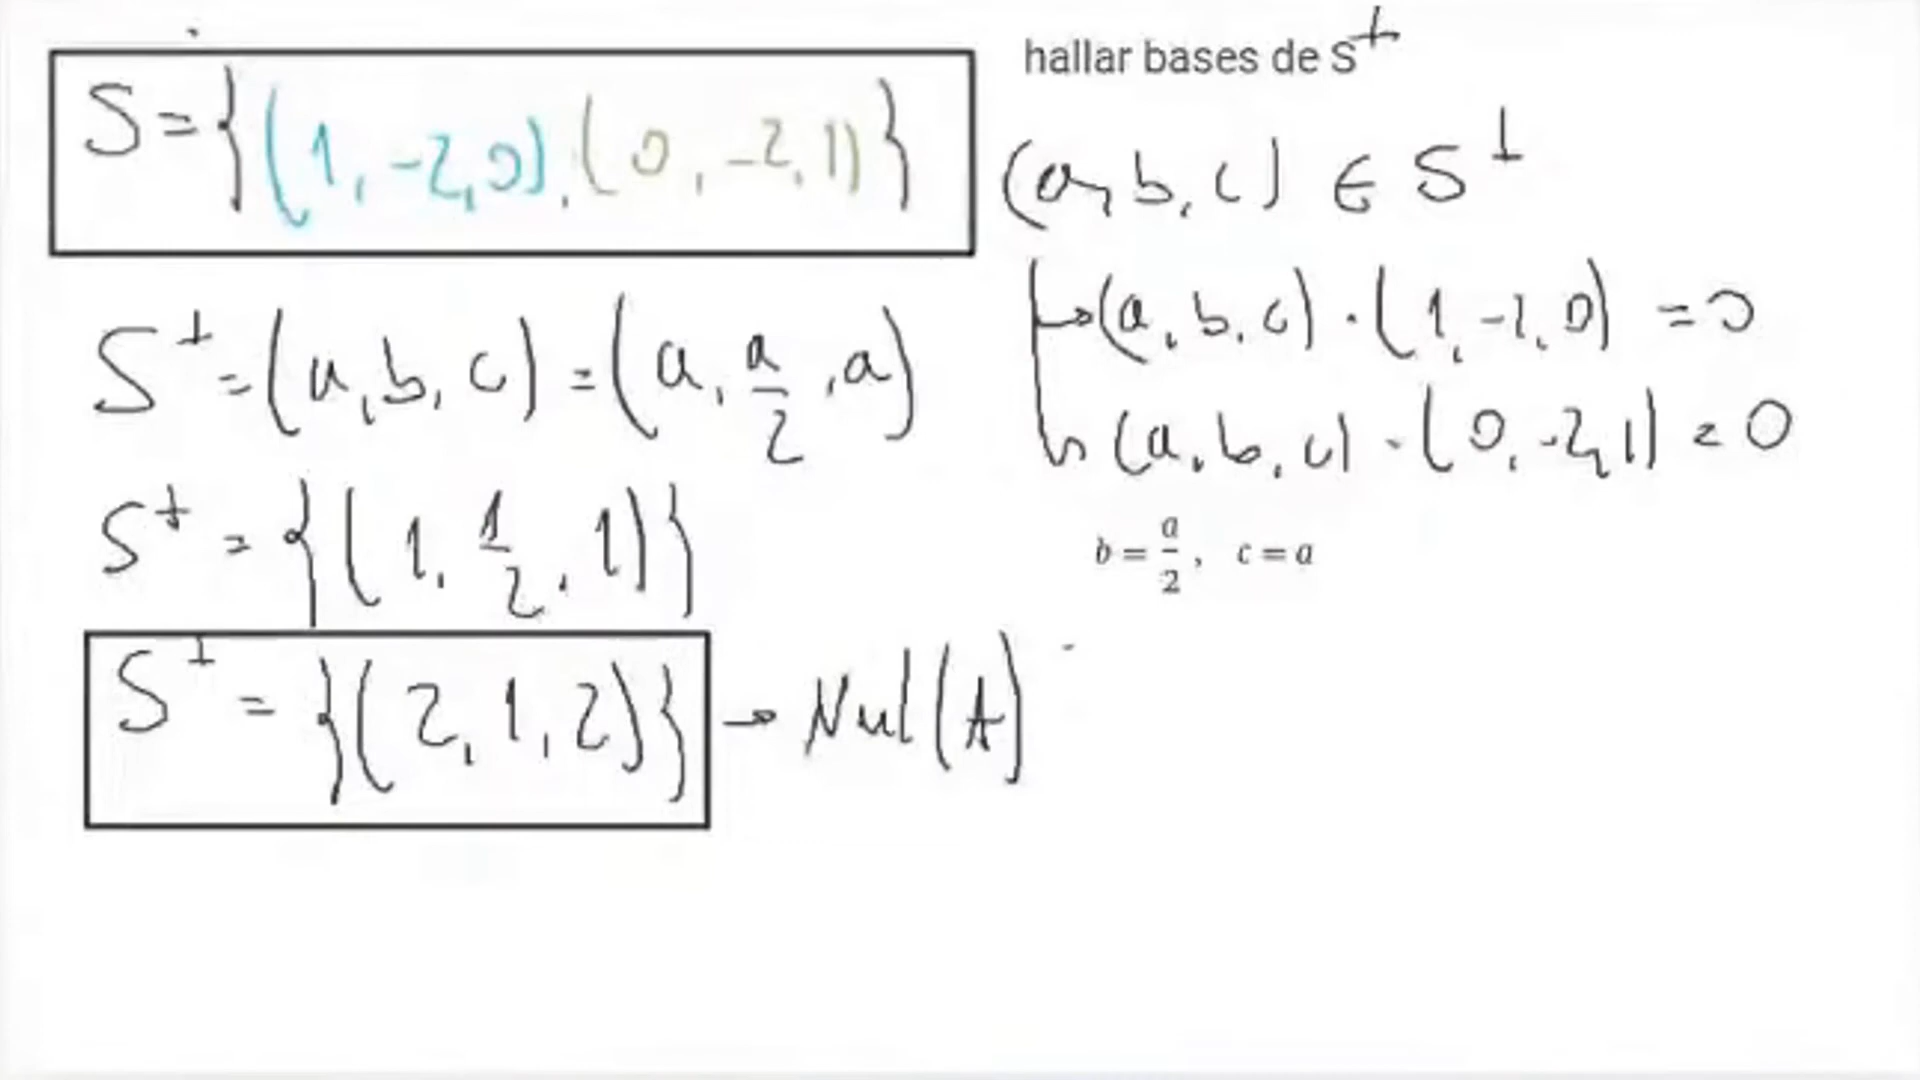 S = {(1, -2, 0), (0, -2, 1)}
S⊥ = (a, b, c) = (a, a/2, a)
S⊥ = {(1, 1/2, 1)}
S⊥ = {(2, 1, 2)} → Nul(A)
hallar bases de S⊥
(a, b, c) ∈ S⊥
→ (a, b, c) · (1, -2, 0) = 0
↳ (a, b, c) · (0, -2, 1) = 0
b = a/2, c = a